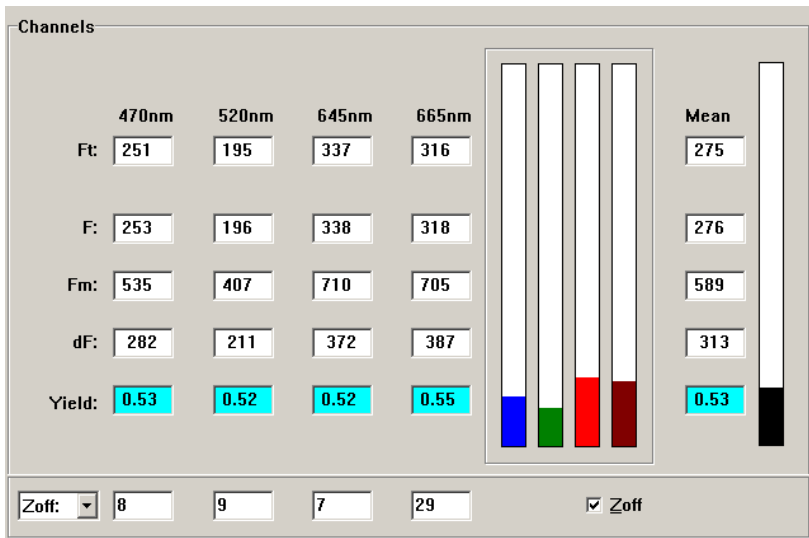 Channels
470nm 520nm 645nm 665nm Mean
Ft: 251 195 337 316 275
F: 253 196 338 318 276
Fm: 535 407 710 705 589
dF: 282 211 372 387 313
Yield: 0.53 0.52 0.52 0.55 0.53
Zoff: 8 9 7 29 Zoff